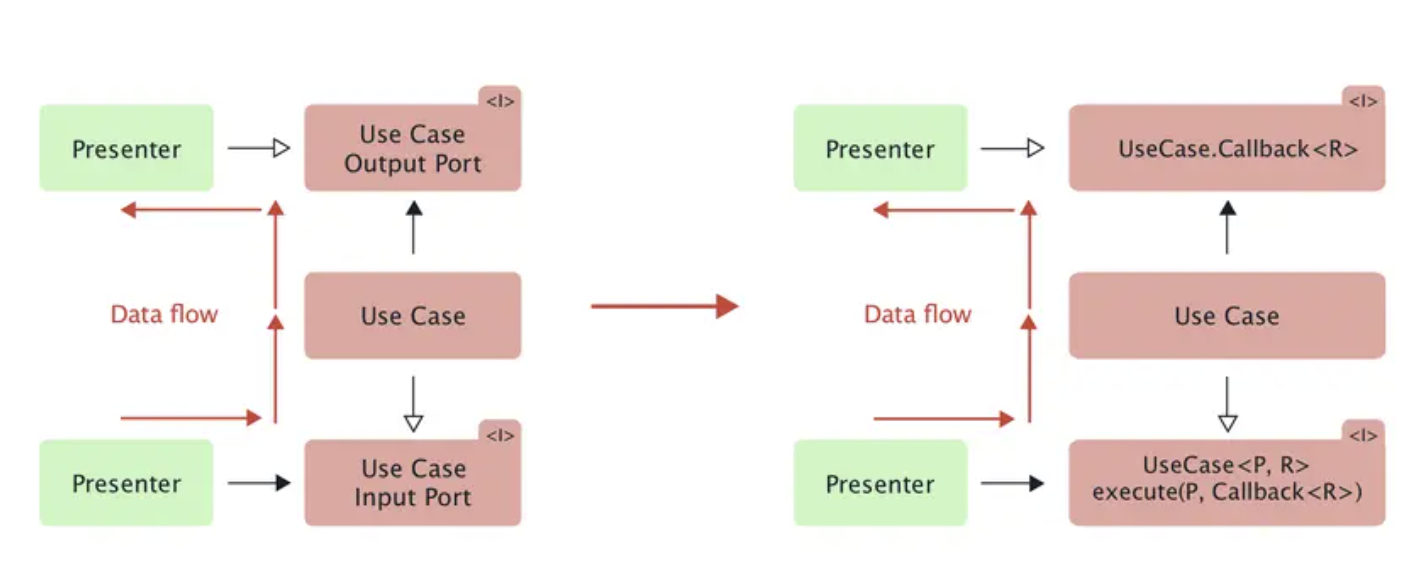 <I>
Presenter
Use Case
Output Port
Data flow
Use Case
<I>
Presenter
Use Case
Input Port
<I>
Presenter
UseCase.Callback<R>
Data flow
Use Case
<I>
Presenter
UseCase<P, R>
execute(P, Callback<R>)